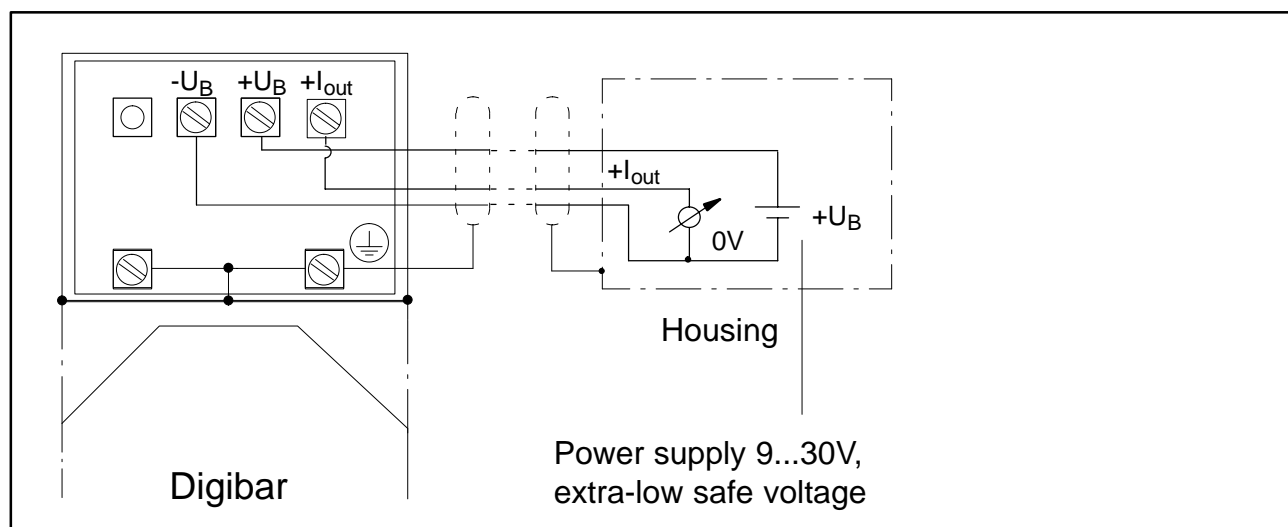 -UB +UB +Iout
+Iout
+UB
0V
Housing
Power supply 9...30V,
extra-low safe voltage
Digibar